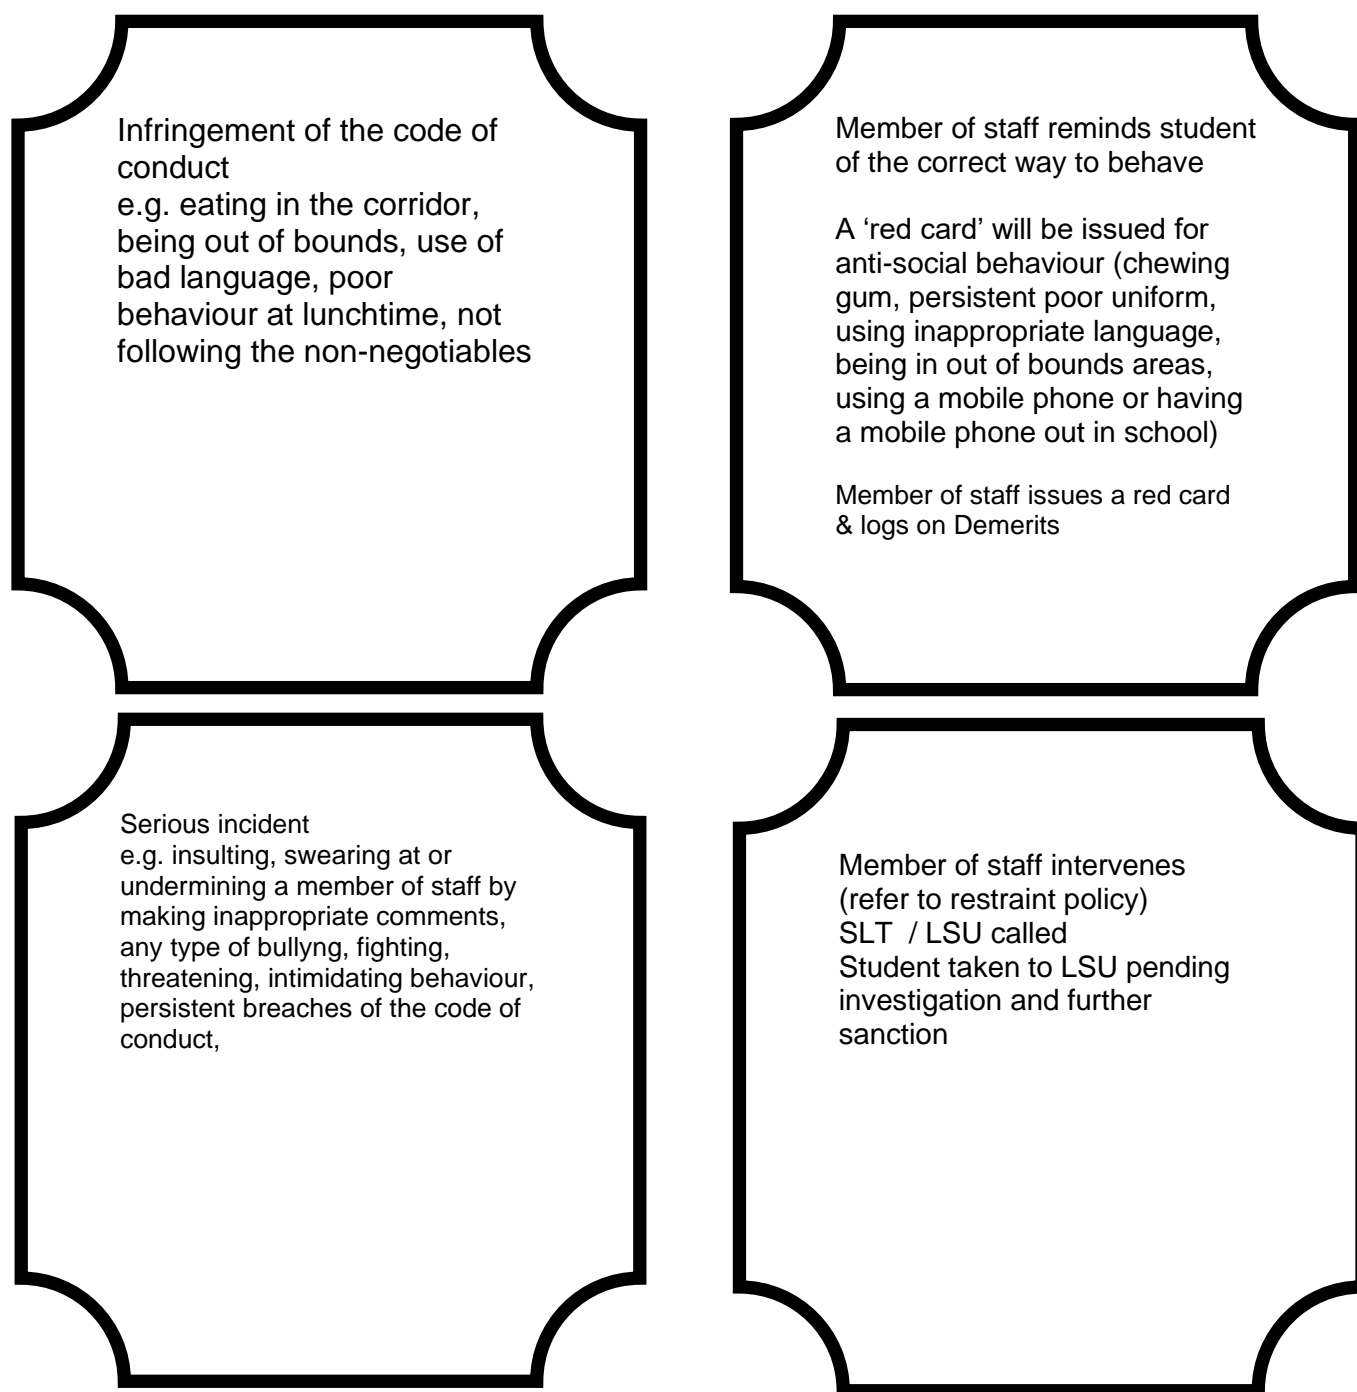 Infringement of the code of
conduct
e.g. eating in the corridor,
being out of bounds, use of
bad language, poor
behaviour at lunchtime, not
following the non-negotiables
Member of staff reminds student
of the correct way to behave
A ‘red card’ will be issued for
anti-social behaviour (chewing
gum, persistent poor uniform,
using inappropriate language,
being in out of bounds areas,
using a mobile phone or having
a mobile phone out in school)
Member of staff issues a red card
& logs on Demerits
Serious incident
e.g. insulting, swearing at or
undermining a member of staff by
making inappropriate comments,
any type of bullyng, fighting,
threatening, intimidating behaviour,
persistent breaches of the code of
conduct,
Member of staff intervenes
(refer to restraint policy)
SLT / LSU called
Student taken to LSU pending
investigation and further
sanction